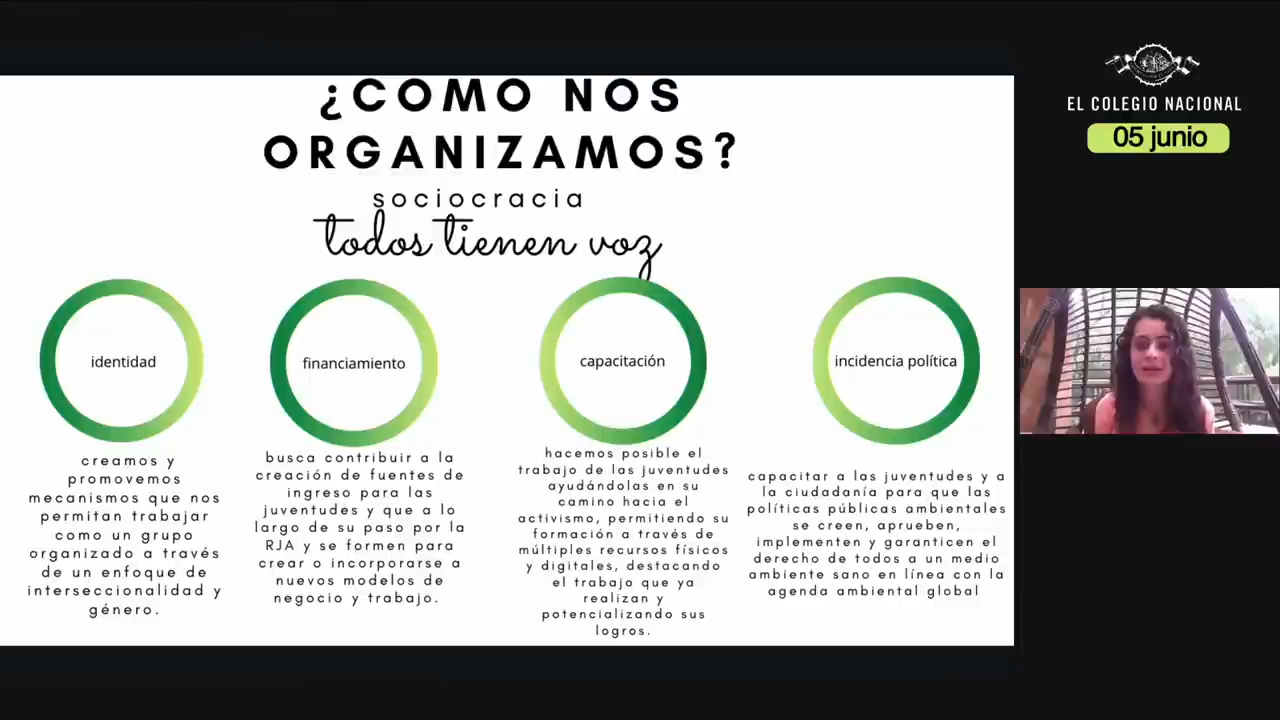 ¿COMO NOS
ORGANIZAMOS?
sociocracia
todos tienen voz
identidad
creamos y
promovemos
mecanismos que nos
permitan trabajar
como un grupo
organizado a través
de un enfoque de
interseccionalidad y
género.
financiamiento
busca contribuir a la
creación de fuentes de
ingreso para las
juventudes y que a lo
largo de su paso por la
RJA y se formen para
crear o incorporarse a
nuevos modelos de
negocio y trabajo.
capacitación
hacemos posible el
trabajo de las juventudes
ayudándolas en su
camino hacia el
activismo, permitiendo su
formación a través de
múltiples recursos físicos
y digitales, destacando
el trabajo que ya
realizan y
potencializando sus
logros.
incidencia política
capacitar a las juventudes y a
la ciudadanía para que las
políticas públicas ambientales
se creen, aprueben,
implementen y garanticen el
derecho de todos a un medio
ambiente sano en línea con la
agenda ambiental global
EL COLEGIO NACIONAL
05 junio